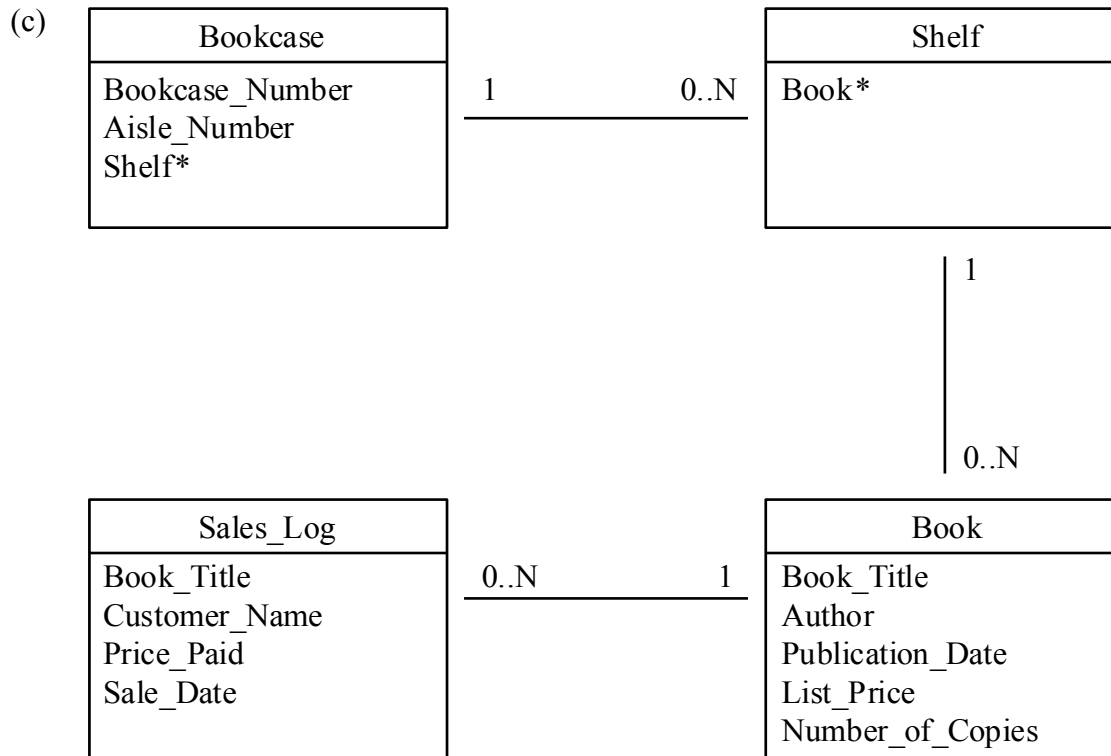 (c)
Bookcase
Bookcase_Number
Aisle_Number
Shelf*
1
0..N
Shelf
Book*
1
0..N
Sales_Log
Book_Title
Customer_Name
Price_Paid
Sale_Date
0..N
1
Book
Book_Title
Author
Publication_Date
List_Price
Number_of_Copies